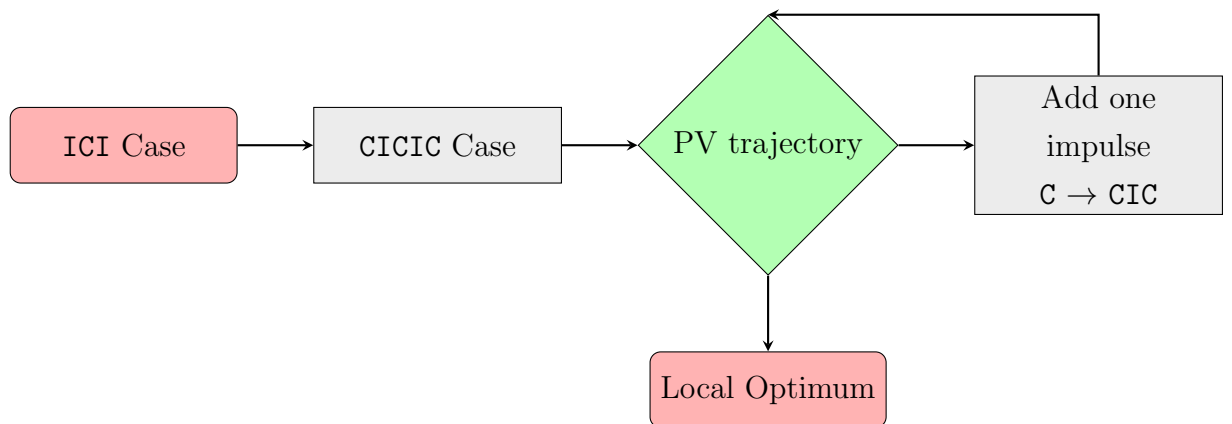 ICI Case
CICIC Case
PV trajectory
Add one
impulse
C → CIC
Local Optimum